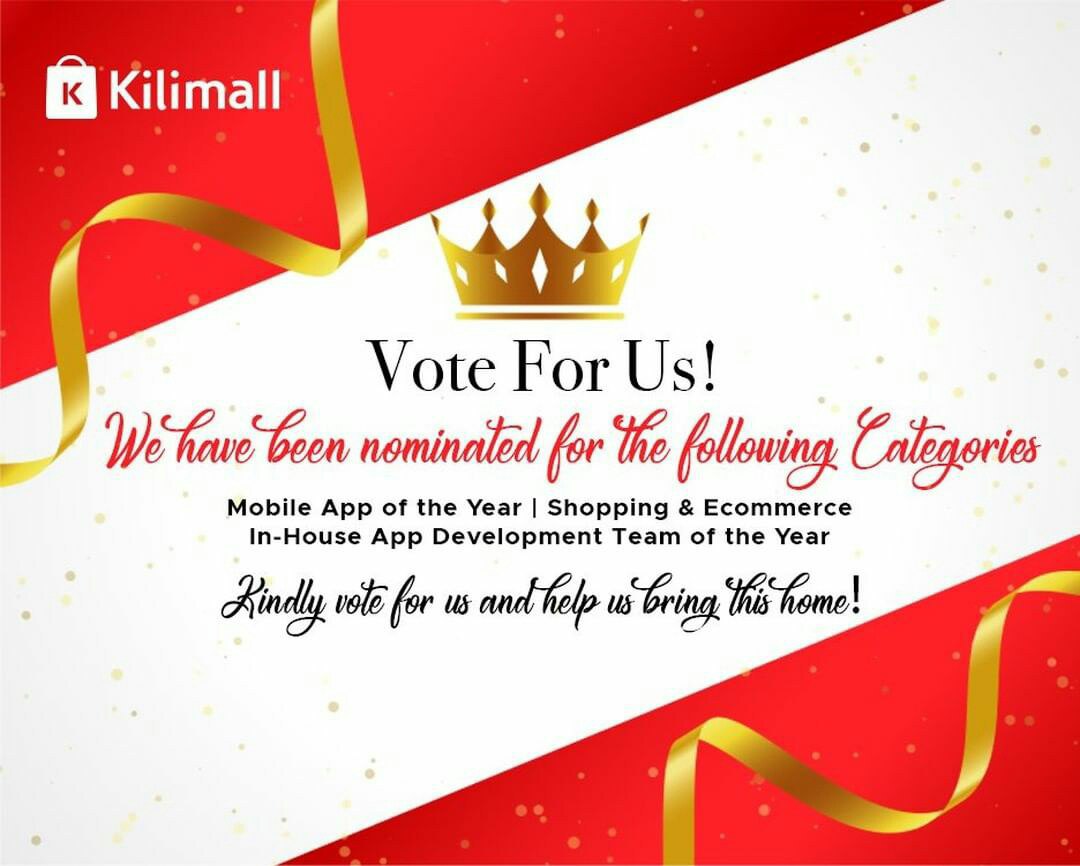 K Kilimall
Vote For Us!
We have been nominated for the following Categories
Mobile App of the Year | Shopping & Ecommerce
In-House App Development Team of the Year
Kindly vote for us and help us bring this home!